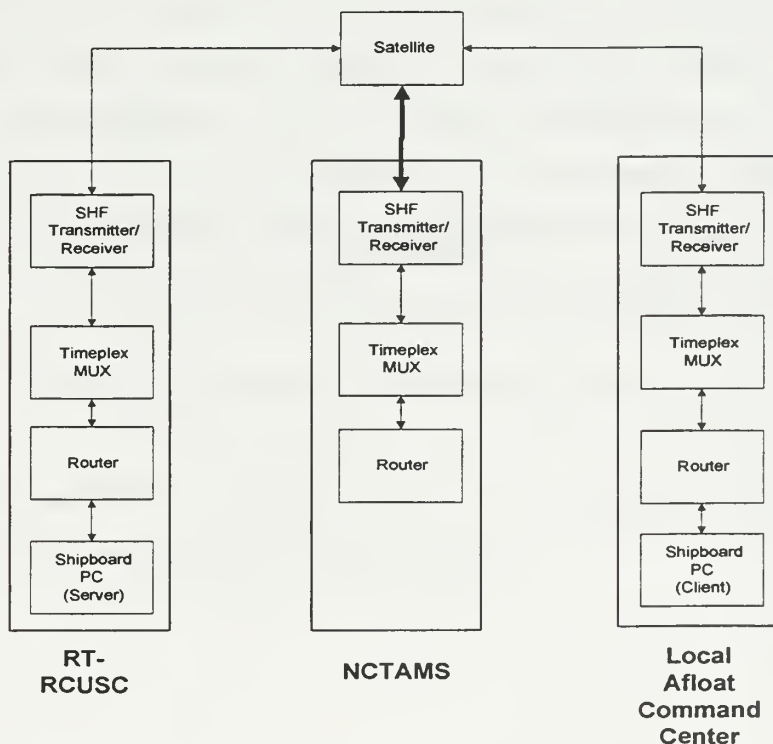 Satellite
SHF
Transmitter/
Receiver
Timeplex
MUX
Router
Shipboard
PC
(Server)
RT-
RCUSC
SHF
Transmitter/
Receiver
Timeplex
MUX
Router
NCTAMS
SHF
Transmitter/
Receiver
Timeplex
MUX
Router
Shipboard
PC
(Client)
Local
Afloat
Command
Center